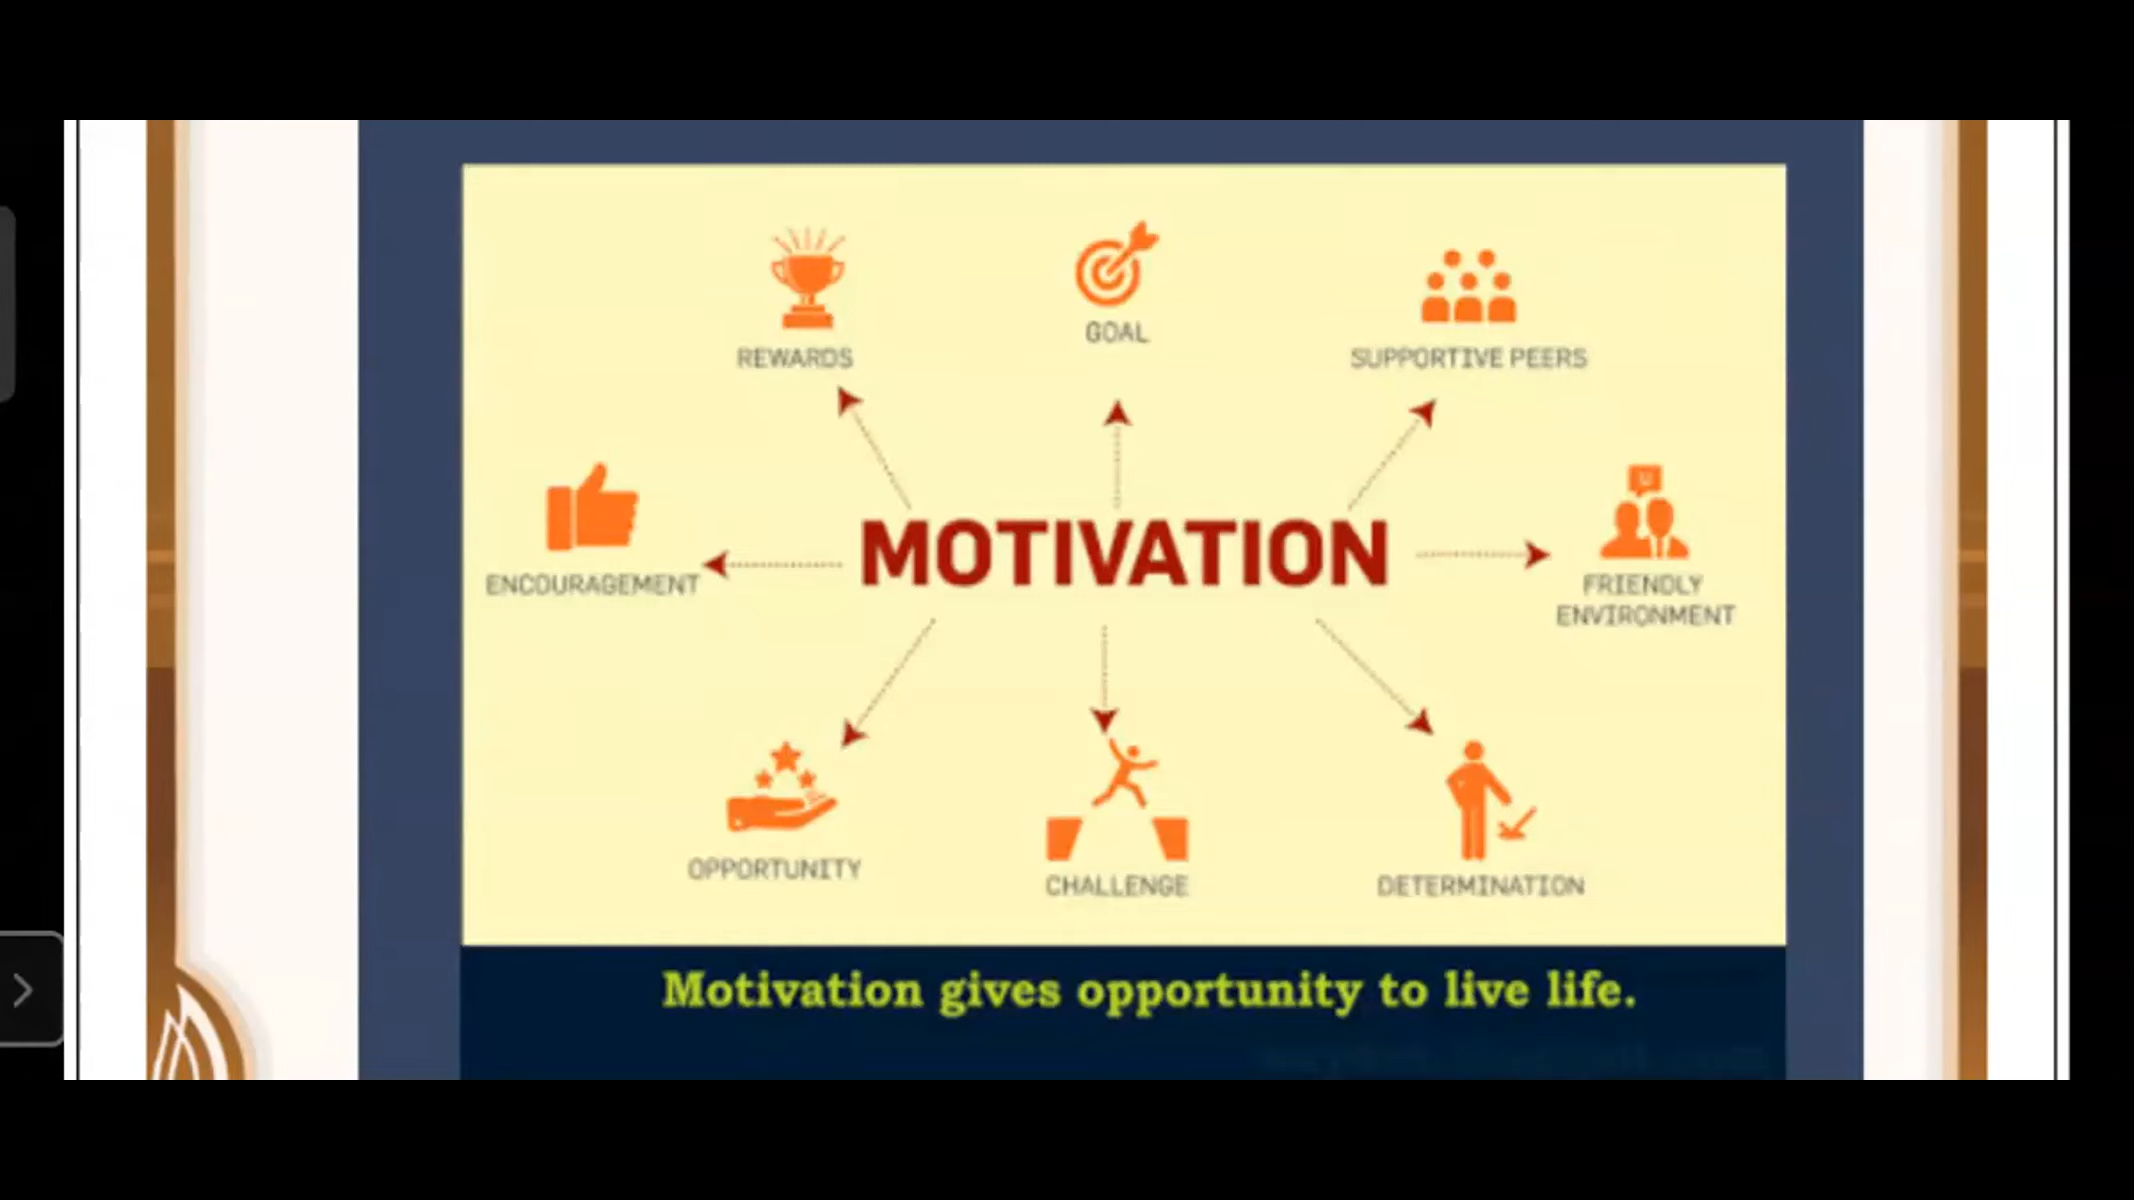 REWARDS
GOAL
SUPPORTIVE PEERS
ENCOURAGEMENT
MOTIVATION
FRIENDLY
ENVIRONMENT
OPPORTUNITY
CHALLENGE
DETERMINATION
Motivation gives opportunity to live life.